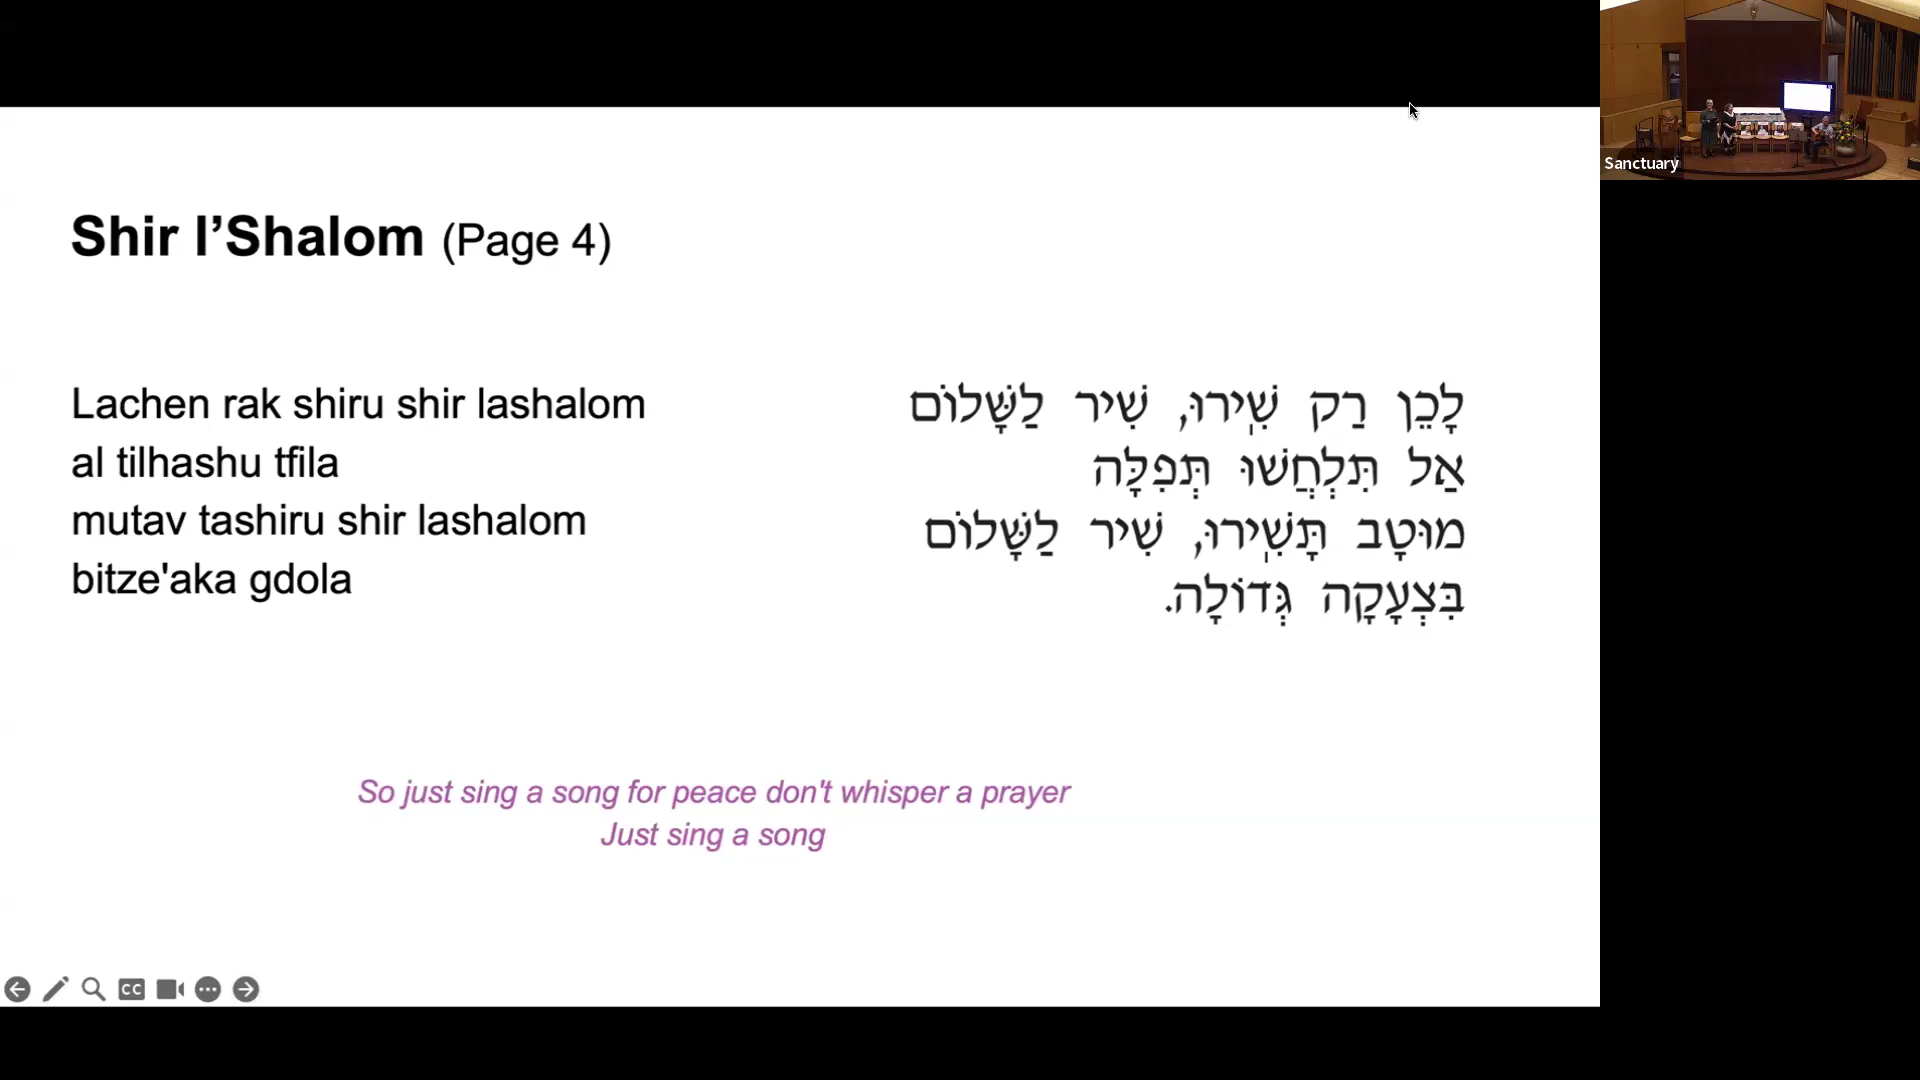 Sanctuary
Shir l’Shalom (Page 4)
Lachen rak shiru shir lashalom
al tilhashu tfila
mutav tashiru shir lashalom
bitze'aka gdola
לָכֵן רַק שִׁירוּ, שִׁיר לַשָּׁלוֹם
אַל תִּלְחֲשׁוּ תְּפִלָּה
מוּטָב תָּשִׁירוּ, שִׁיר לַשָּׁלוֹם
בִּצְעָקָה גְּדוֹלָה.
So just sing a song for peace don't whisper a prayer
Just sing a song
CC